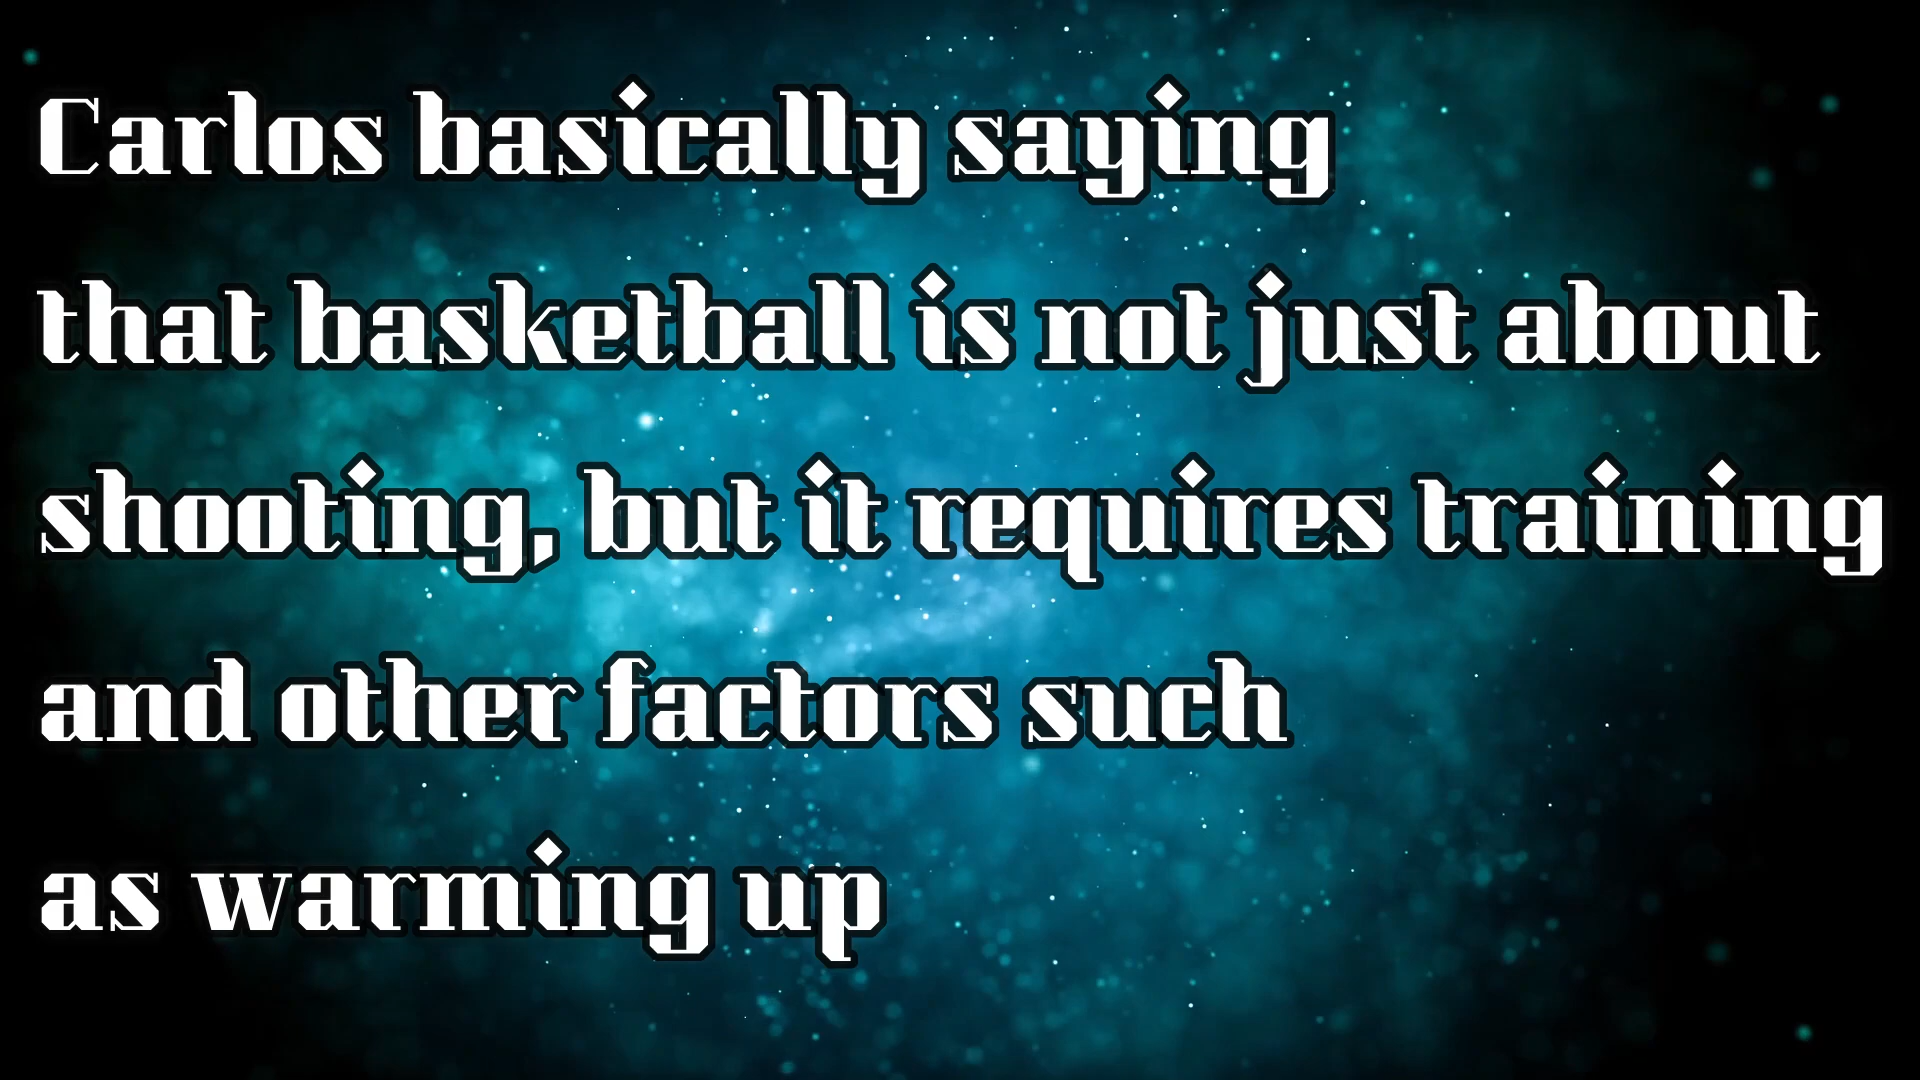 Carlos basically saying
that basketball is not just about
shooting, but it requires training
and other factors such
as warming up